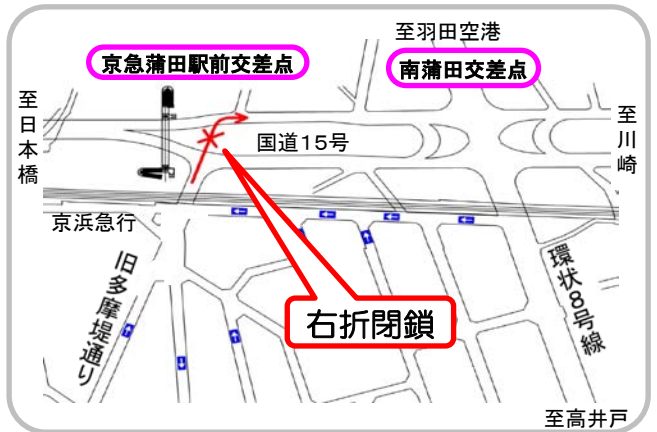 至羽田空港
京急蒲田駅前交差点
南蒲田交差点
至日本橋
国道15号
至川崎
京浜急行
旧多摩堤通り
環状8号線
右折閉鎖
至高井戸